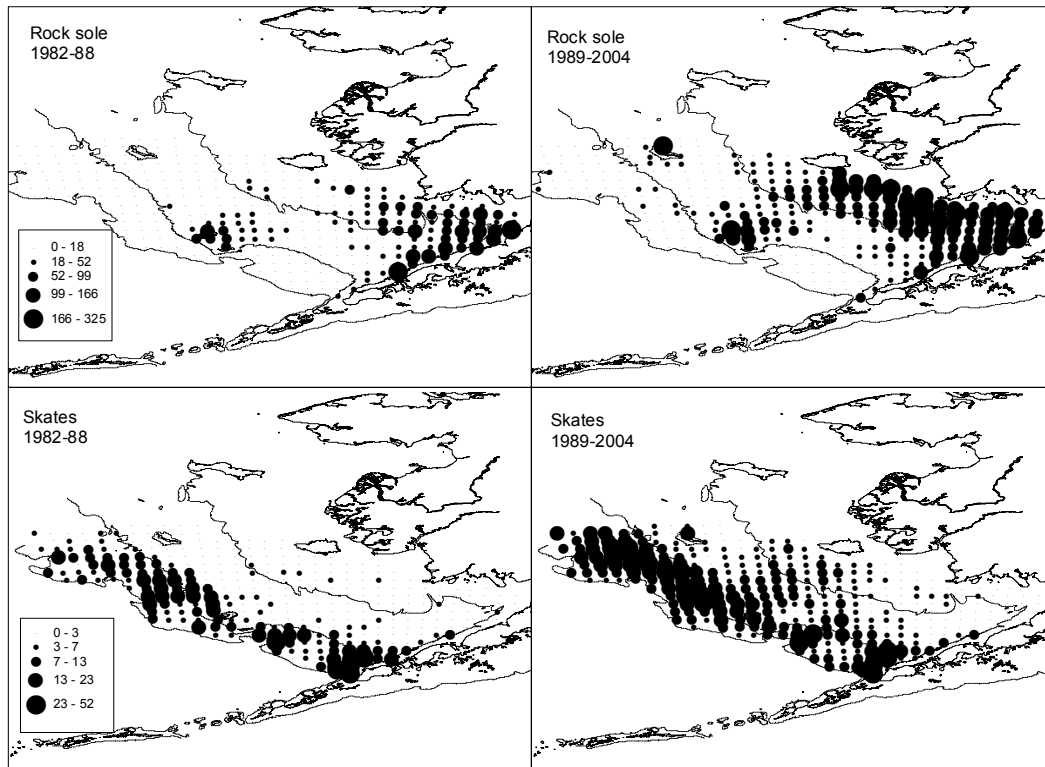 Rock sole
1982-88
0 - 18
18 - 52
52 - 99
99 - 166
166 - 325
Rock sole
1989-2004
Skates
1982-88
0 - 3
3 - 7
7 - 13
13 - 23
23 - 52
Skates
1989-2004